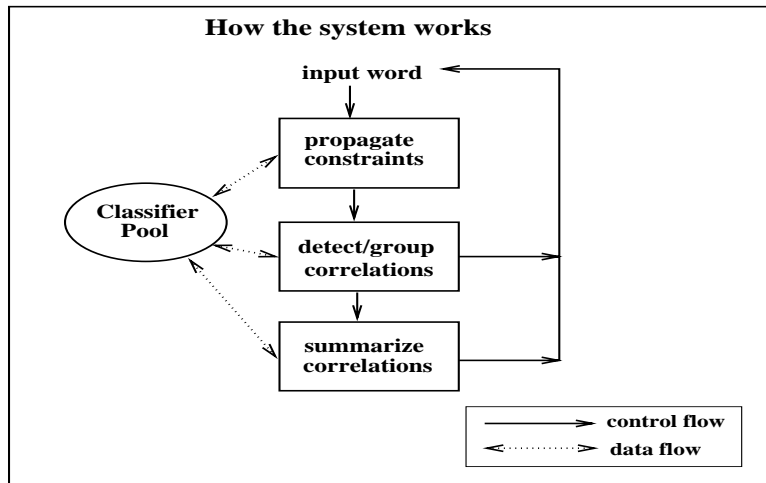 How the system works
input word
propagate
constraints
Classifier
Pool
detect/group
correlations
summarize
correlations
control flow
data flow